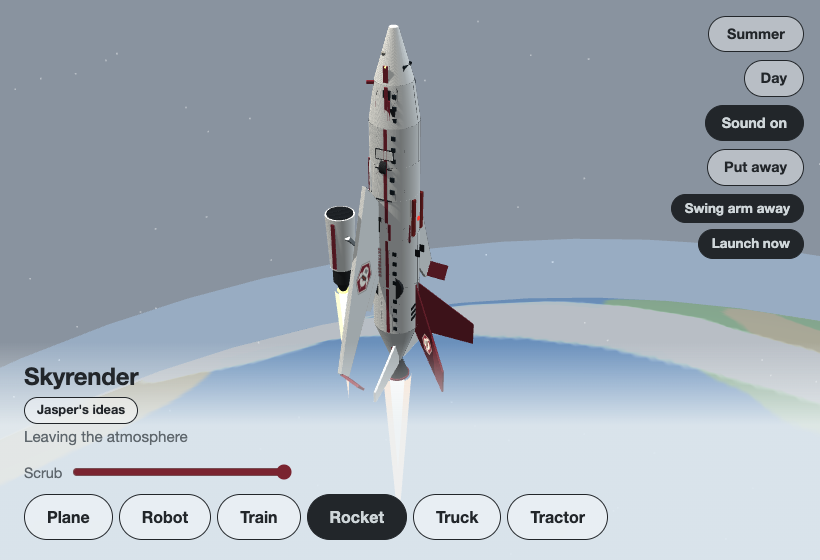 Summer
Day
Sound on
Put away
Swing arm away
Launch now
Skyrender
Jasper's ideas
Leaving the atmosphere
Scrub
Plane
Robot
Train
Rocket
Truck
Tractor